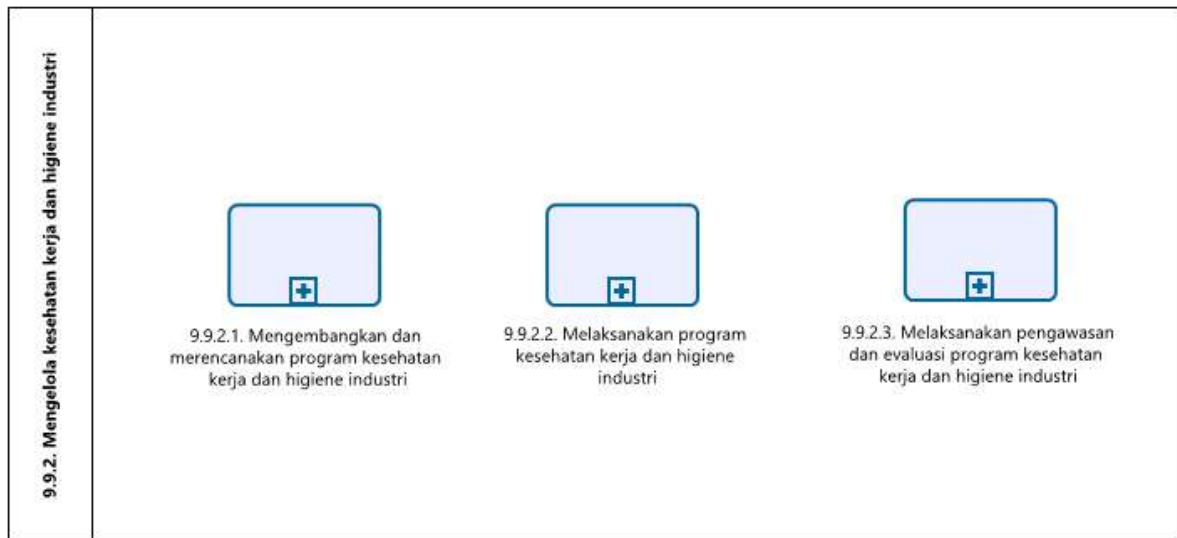 9.9.2. Mengelola kesehatan kerja dan higiene industri
9.9.2.1. Mengembangkan dan
merencanakan program kesehatan
kerja dan higiene industri
9.9.2.2. Melaksanakan program
kesehatan kerja dan higiene
industri
9.9.2.3. Melaksanakan pengawasan
dan evaluasi program kesehatan
kerja dan higiene industri